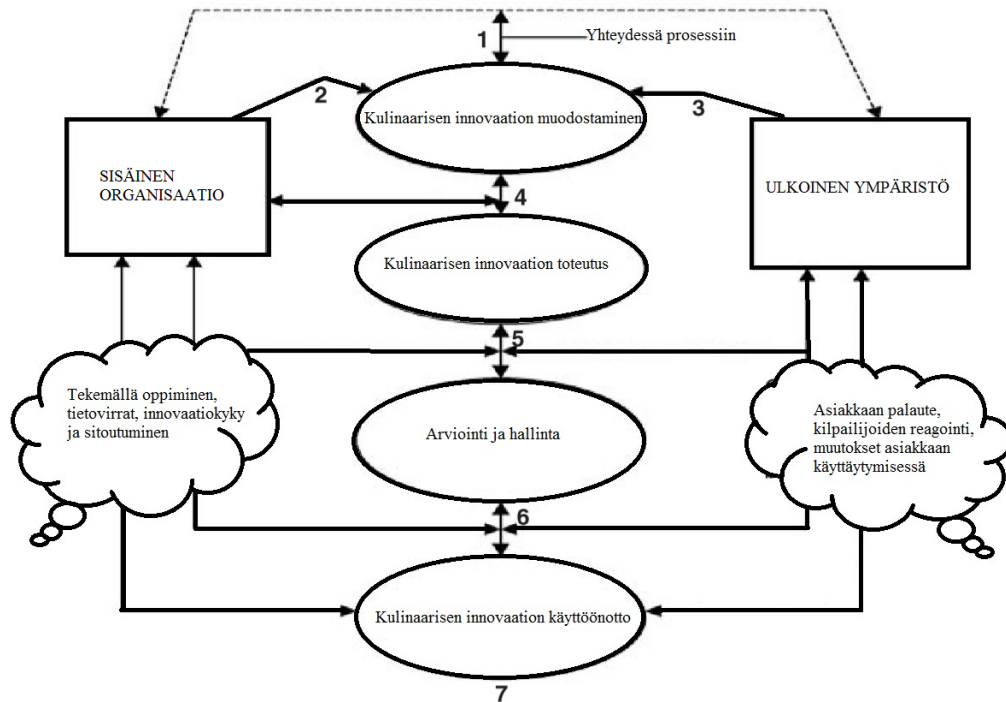 1
Yhteydessä prosessiin
2
3
Kulinaarisen innovaation muodostaminen
SISÄINEN
ORGANISAATIO
ULKOINEN YMPÄRISTÖ
4
Kulinaarisen innovaation toteutus
5
Tekemällä oppiminen,
tietovirrat, innovaatiokyky
ja sitoutuminen
Arviointi ja hallinta
Asiakkaan palaute,
kilpailijoiden reagointi,
muutokset asiakkaan
käyttäytymisessä
6
Kulinaarisen innovaation käyttöönotto
7